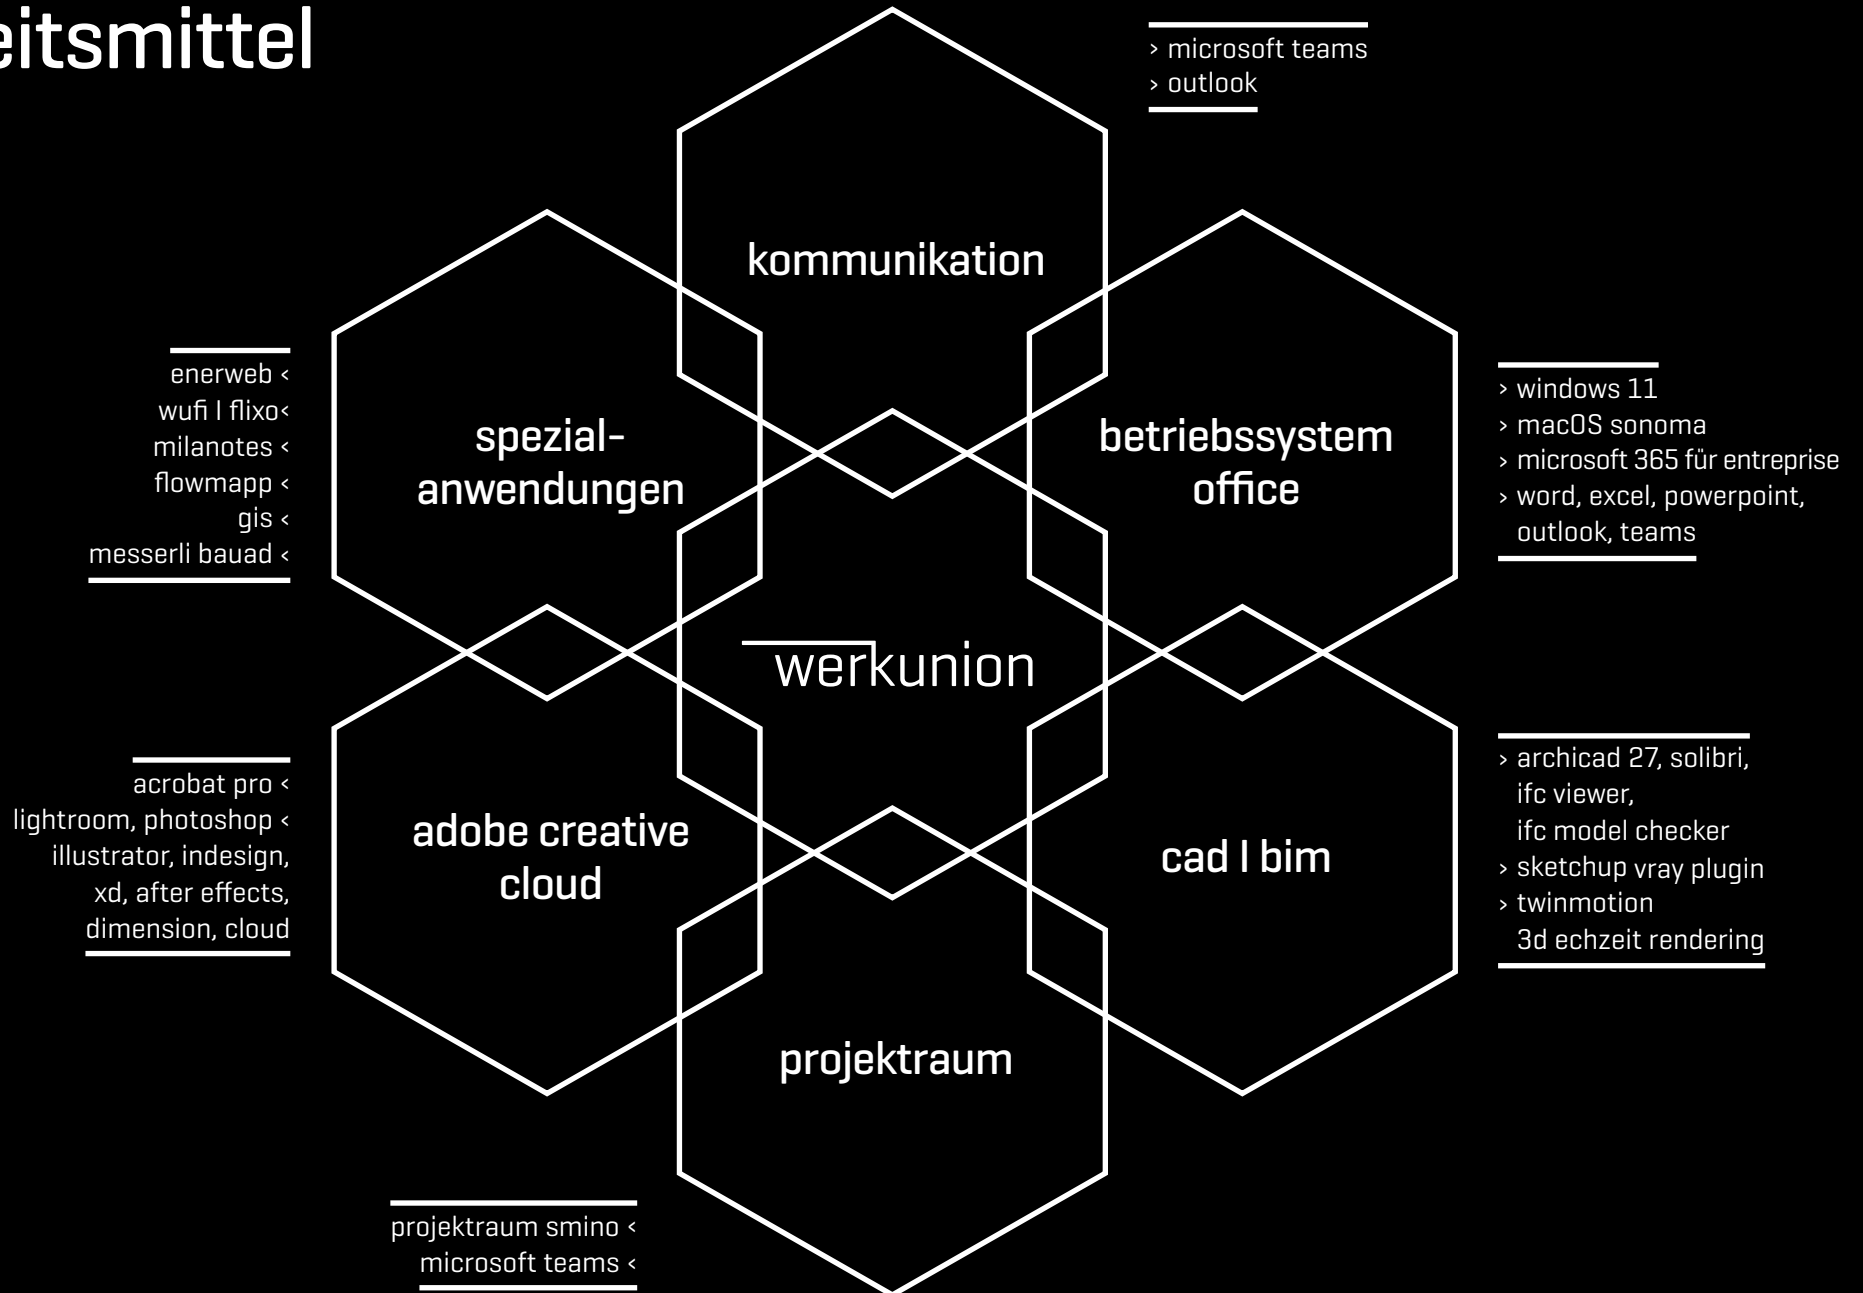 eitsmittel
> microsoft teams
> outlook
kommunikation
enerweb <
wufi I flixo<
milanotes <
flowmapp <
gis <
messerli bauad <
spezial-
anwendungen
betriebssystem
office
> windows 11
> macOS sonoma
> microsoft 365 für entreprise
> word, excel, powerpoint,
outlook, teams
werkunion
acrobat pro <
lightroom, photoshop <
illustrator, indesign,
xd, after effects,
dimension, cloud
adobe creative
cloud
cad I bim
> archicad 27, solibri,
ifc viewer,
ifc model checker
> sketchup vray plugin
> twinmotion
3d echzeit rendering
projektraum
projektraum smino <
microsoft teams <